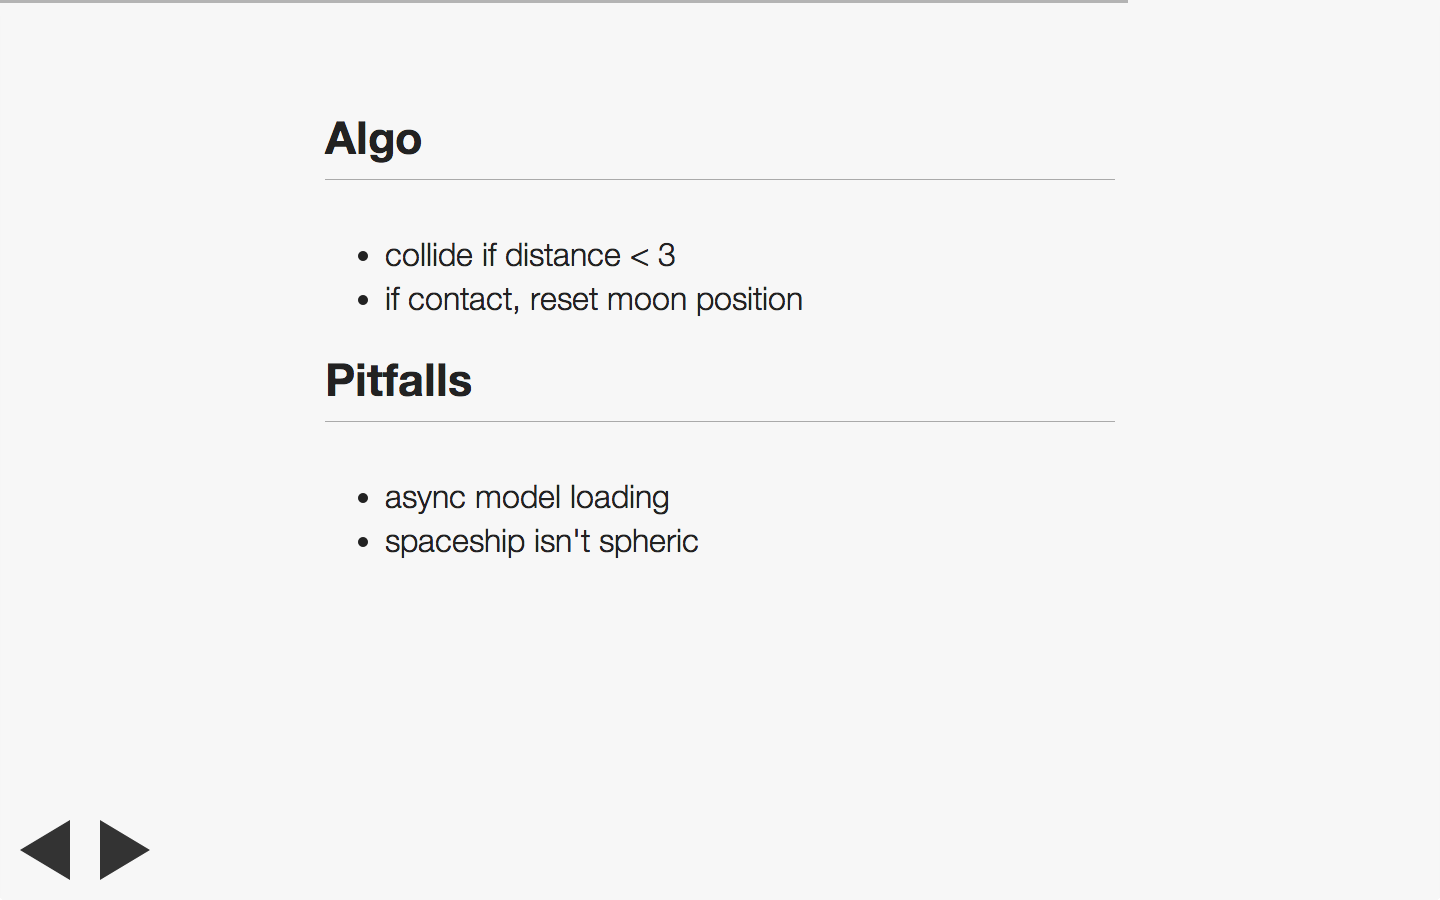 Algo
collide if distance < 3
if contact, reset moon position
Pitfalls
async model loading
spaceship isn't spheric